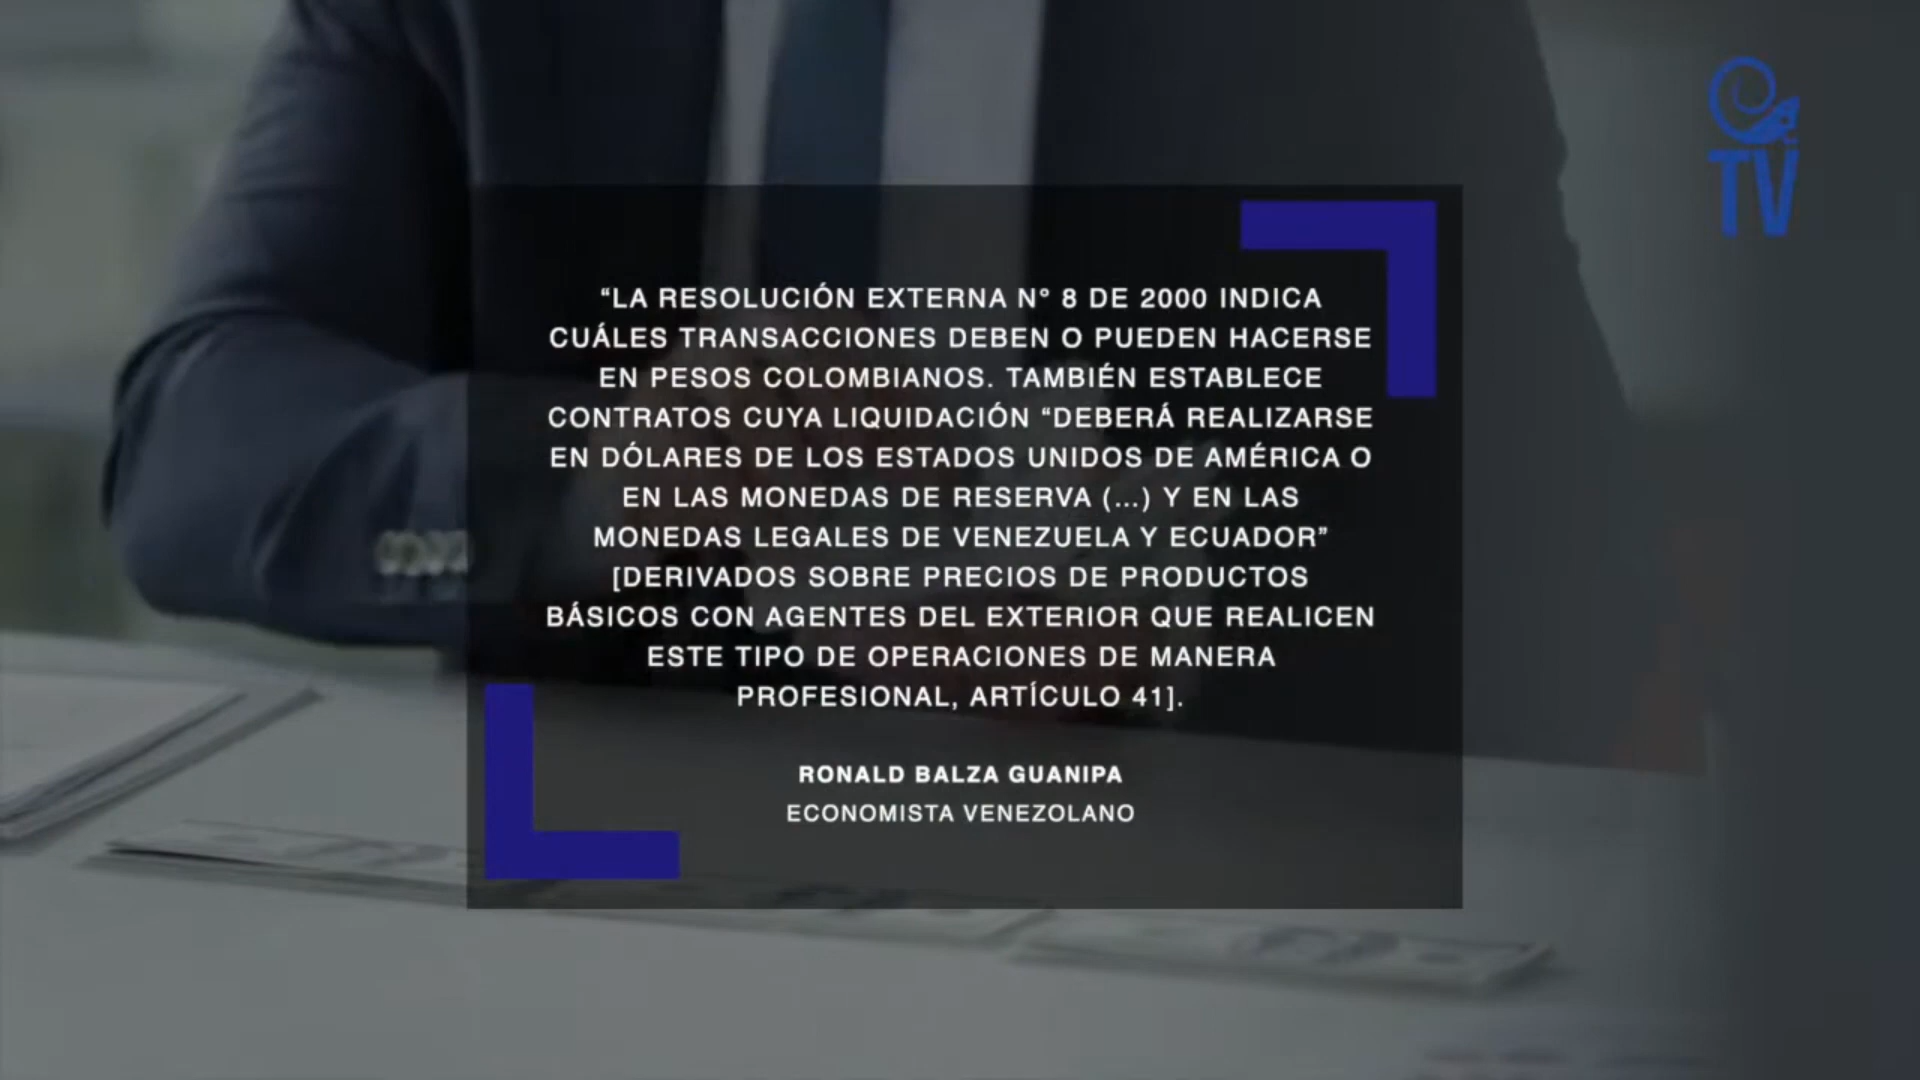 TV
“LA RESOLUCIÓN EXTERNA N° 8 DE 2000 INDICA
CUÁLES TRANSACCIONES DEBEN O PUEDEN HACERSE
EN PESOS COLOMBIANOS. TAMBIÉN ESTABLECE
CONTRATOS CUYA LIQUIDACIÓN “DEBERÁ REALIZARSE
EN DÓLARES DE LOS ESTADOS UNIDOS DE AMÉRICA O
EN LAS MONEDAS DE RESERVA (...) Y EN LAS
MONEDAS LEGALES DE VENEZUELA Y ECUADOR”
[DERIVADOS SOBRE PRECIOS DE PRODUCTOS
BÁSICOS CON AGENTES DEL EXTERIOR QUE REALICEN
ESTE TIPO DE OPERACIONES DE MANERA
PROFESIONAL, ARTÍCULO 41].
RONALD BALZA GUANIPA
ECONOMISTA VENEZOLANO